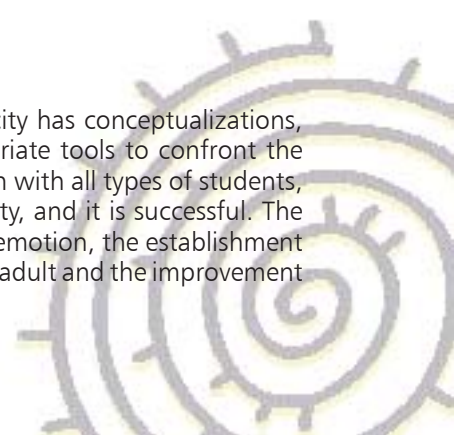 city has conceptualizations,
riate tools to confront the
with all types of students,
ty, and it is successful. The
emotion, the establishment
adult and the improvement